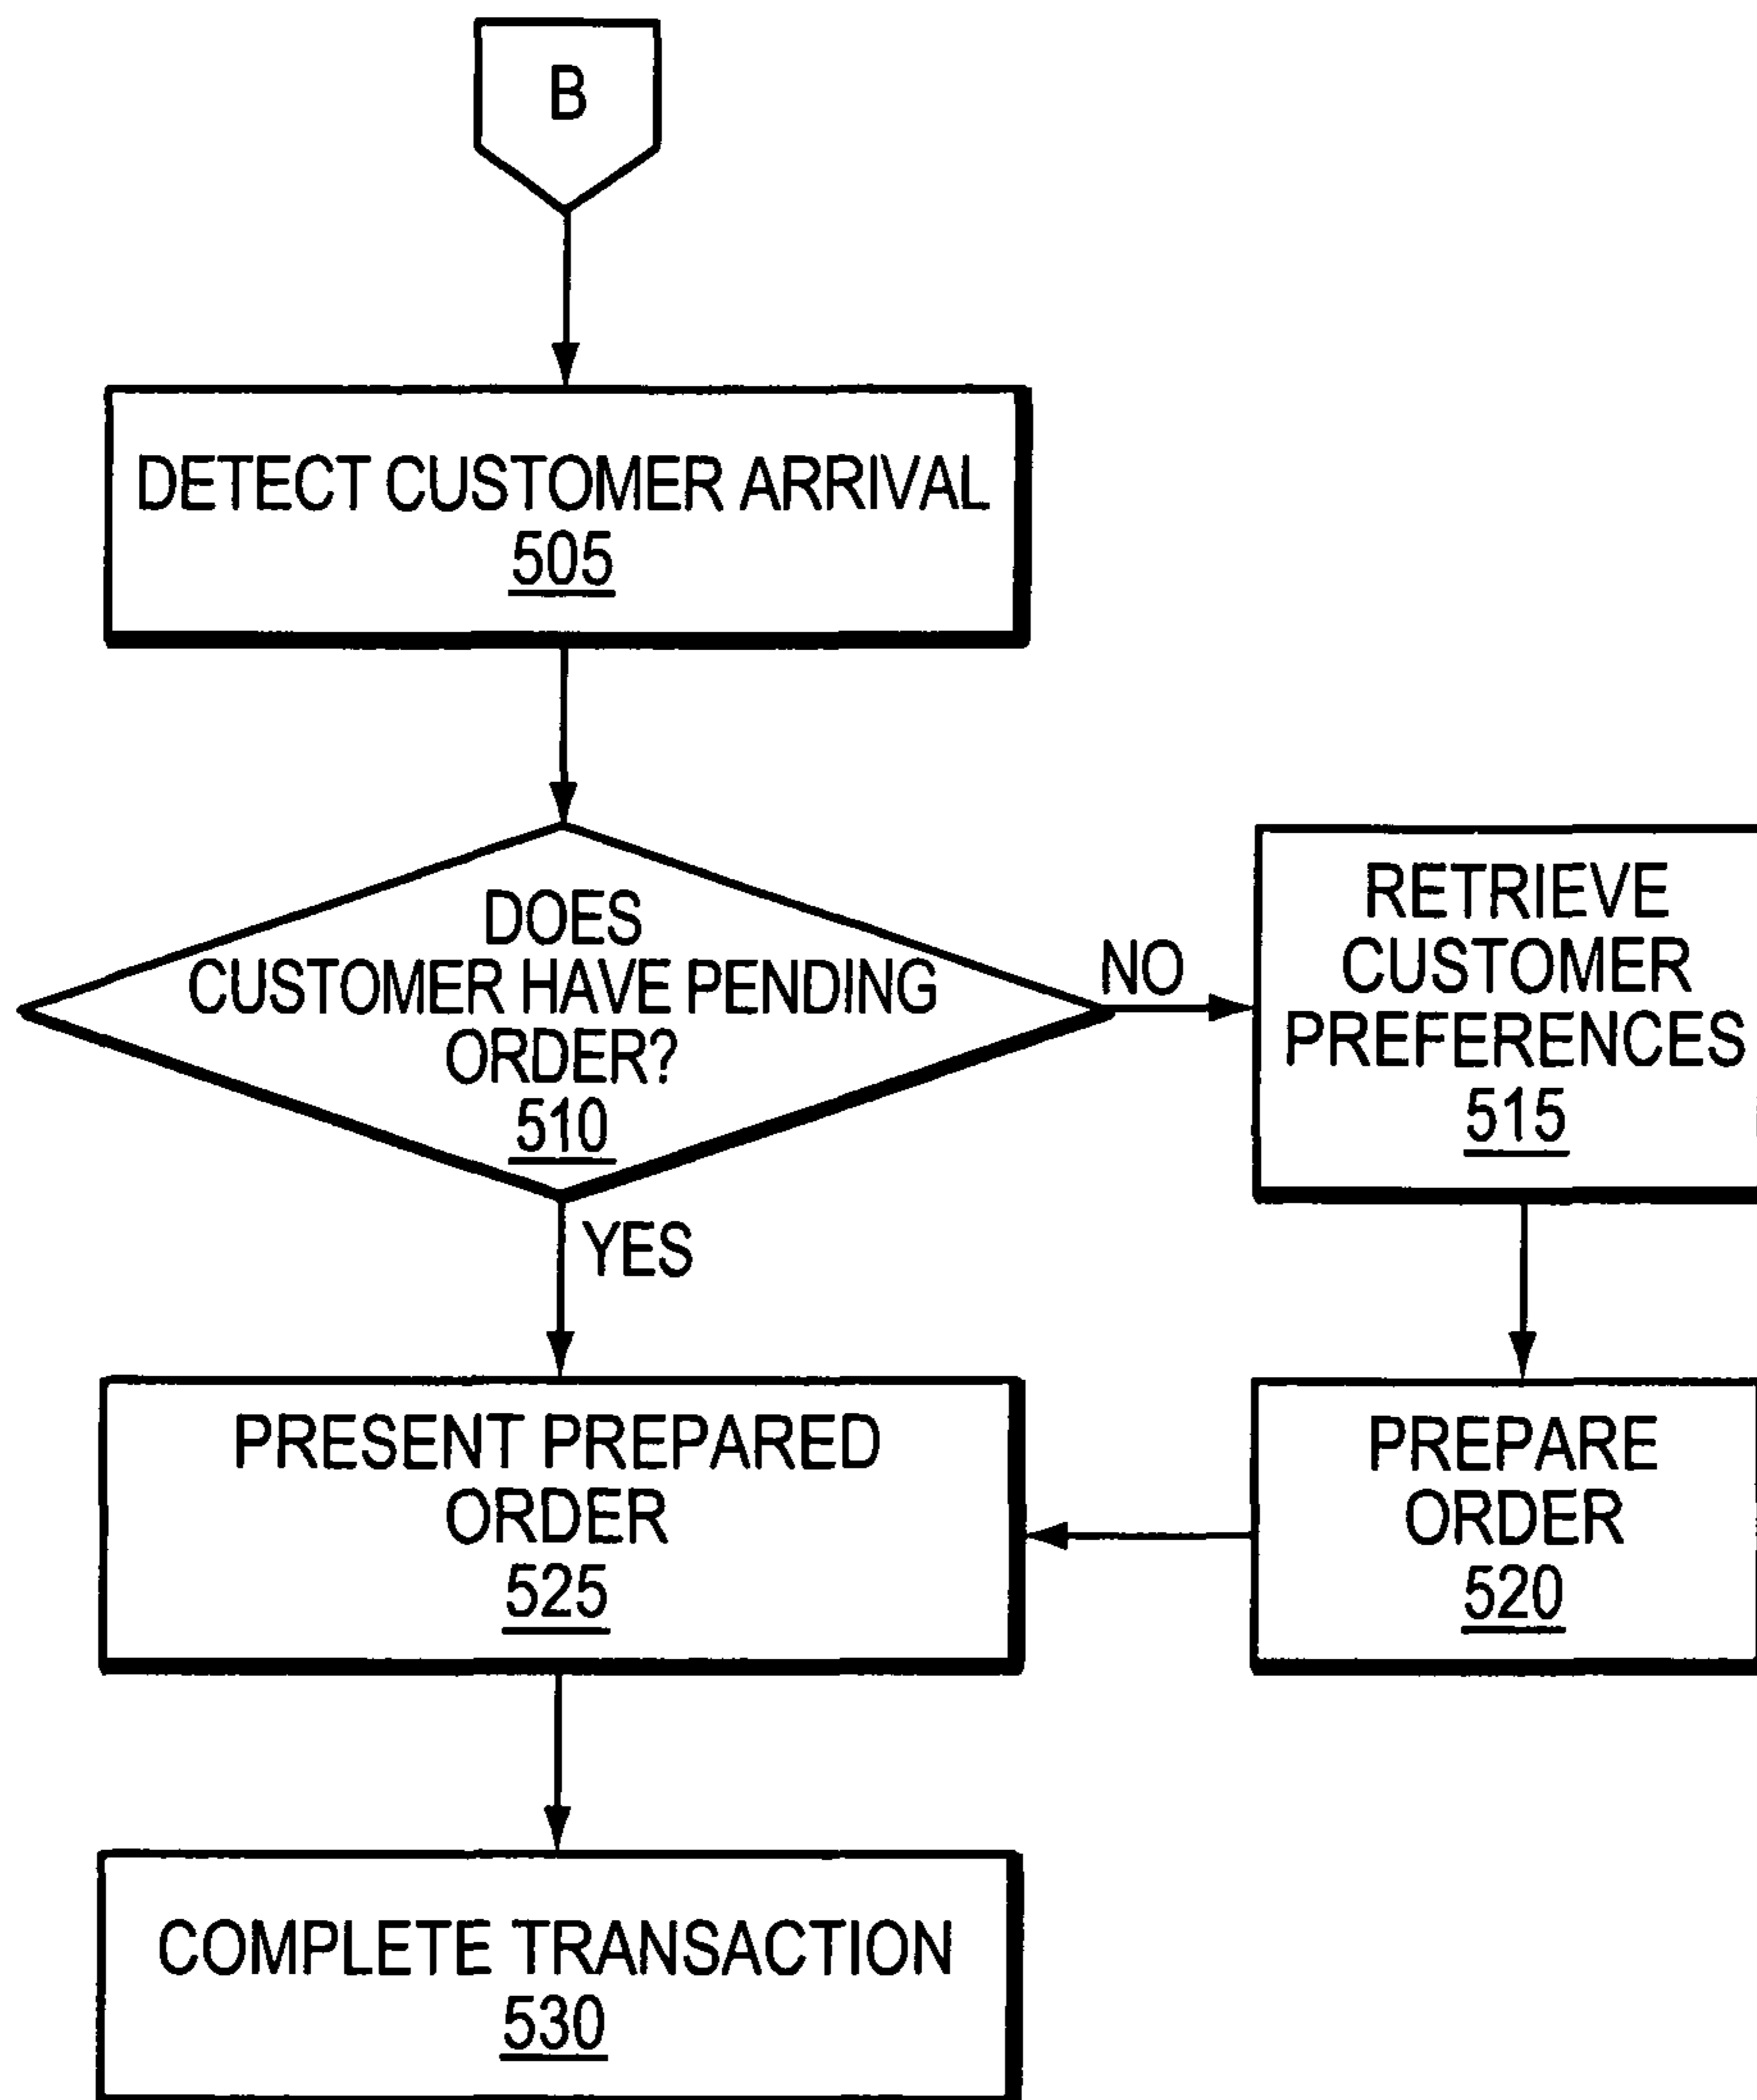 B
DETECT CUSTOMER ARRIVAL
505
DOES
CUSTOMER HAVE PENDING
ORDER?
510
NO
YES
RETRIEVE
CUSTOMER
PREFERENCES
515
PREPARE
ORDER
520
PRESENT PREPARED
ORDER
525
COMPLETE TRANSACTION
530